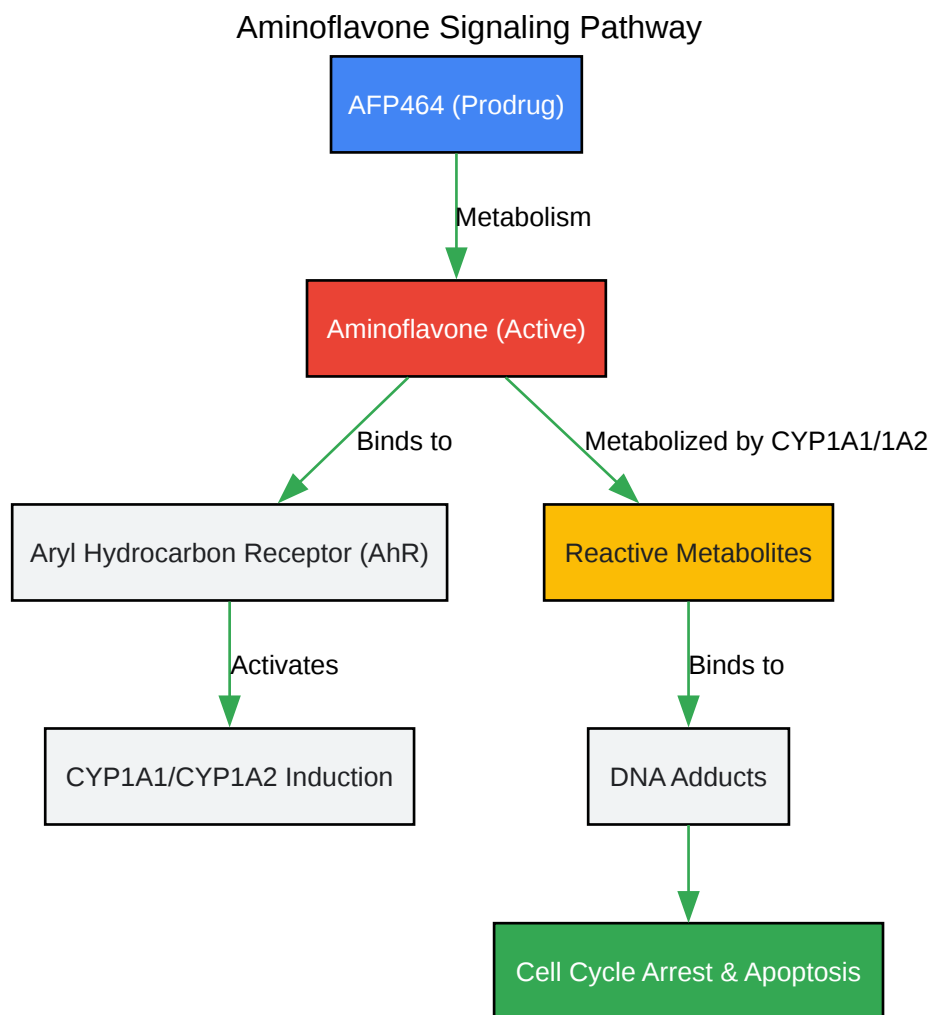 Aminoflavone Signaling Pathway
AFP464 (Prodrug)
Metabolism
Aminoflavone (Active)
Binds to
Metabolized by CYP1A1/1A2
Aryl Hydrocarbon Receptor (AhR)
Reactive Metabolites
Activates
Binds to
CYP1A1/CYP1A2 Induction
DNA Adducts
Cell Cycle Arrest & Apoptosis